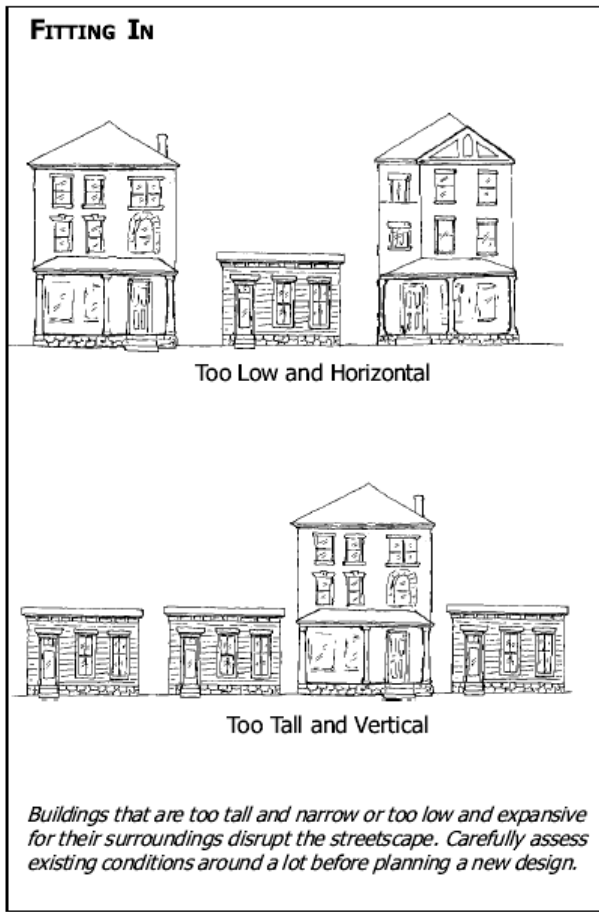 FITTING IN
Too Low and Horizontal
Too Tall and Vertical
Buildings that are too tall and narrow or too low and expansive
for their surroundings disrupt the streetscape. Carefully assess
existing conditions around a lot before planning a new design.